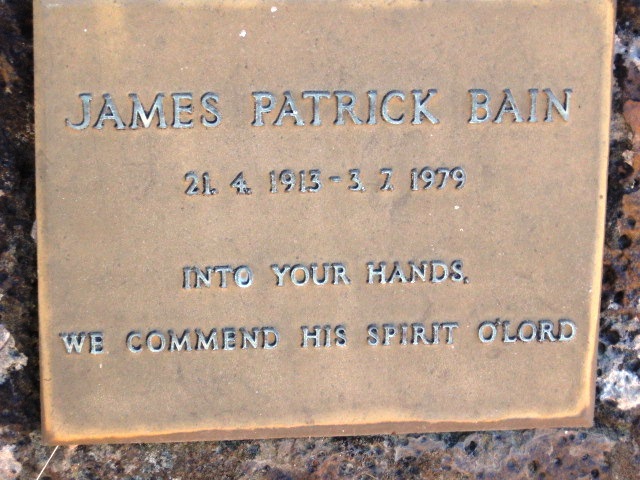 JAMES PATRICK BAIN
21. 4. 1913 - 3. 7. 1979
INTO YOUR HANDS,
WE COMMEND HIS SPIRIT O'LORD